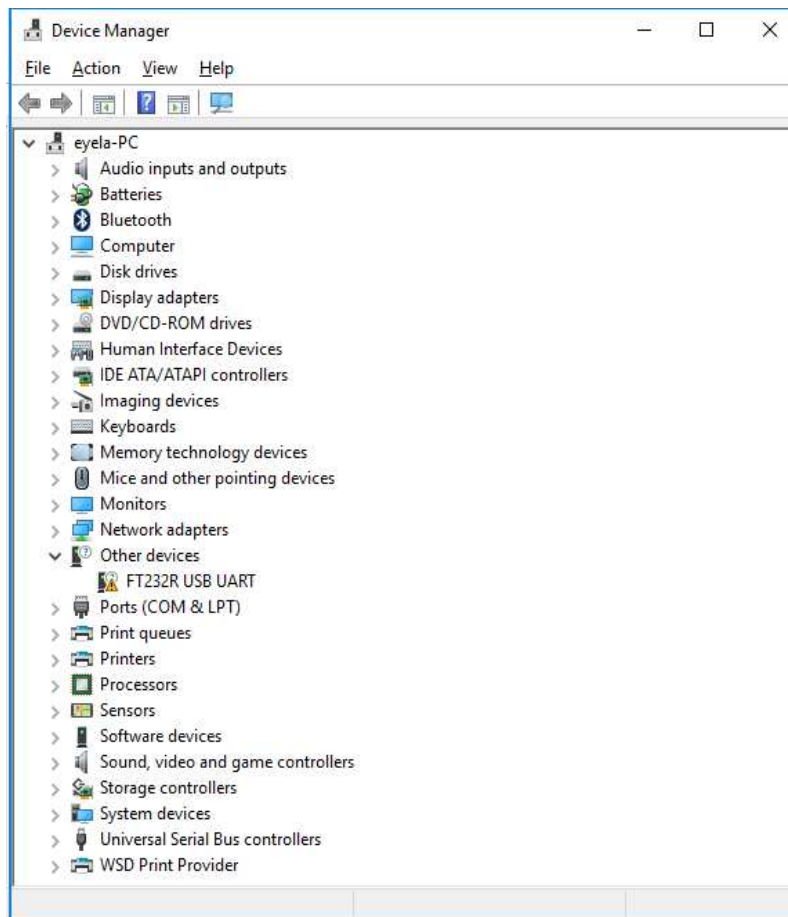 Device Manager
File Action View Help
eyela-PC
Audio inputs and outputs
Batteries
Bluetooth
Computer
Disk drives
Display adapters
DVD/CD-ROM drives
Human Interface Devices
IDE ATA/ATAPI controllers
Imaging devices
Keyboards
Memory technology devices
Mice and other pointing devices
Monitors
Network adapters
Other devices
FT232R USB UART
Ports (COM & LPT)
Print queues
Printers
Processors
Sensors
Software devices
Sound, video and game controllers
Storage controllers
System devices
Universal Serial Bus controllers
WSD Print Provider